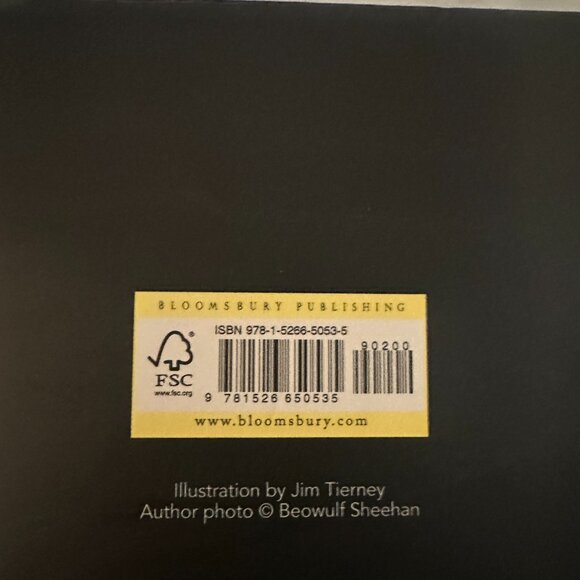 BLOOMSBURY PUBLISHING
ISBN 978-1-5266-5053-5
90200
FSC
www.fsc.org
9 781526 650535
www.bloomsbury.com
Illustration by Jim Tierney
Author photo © Beowulf Sheehan